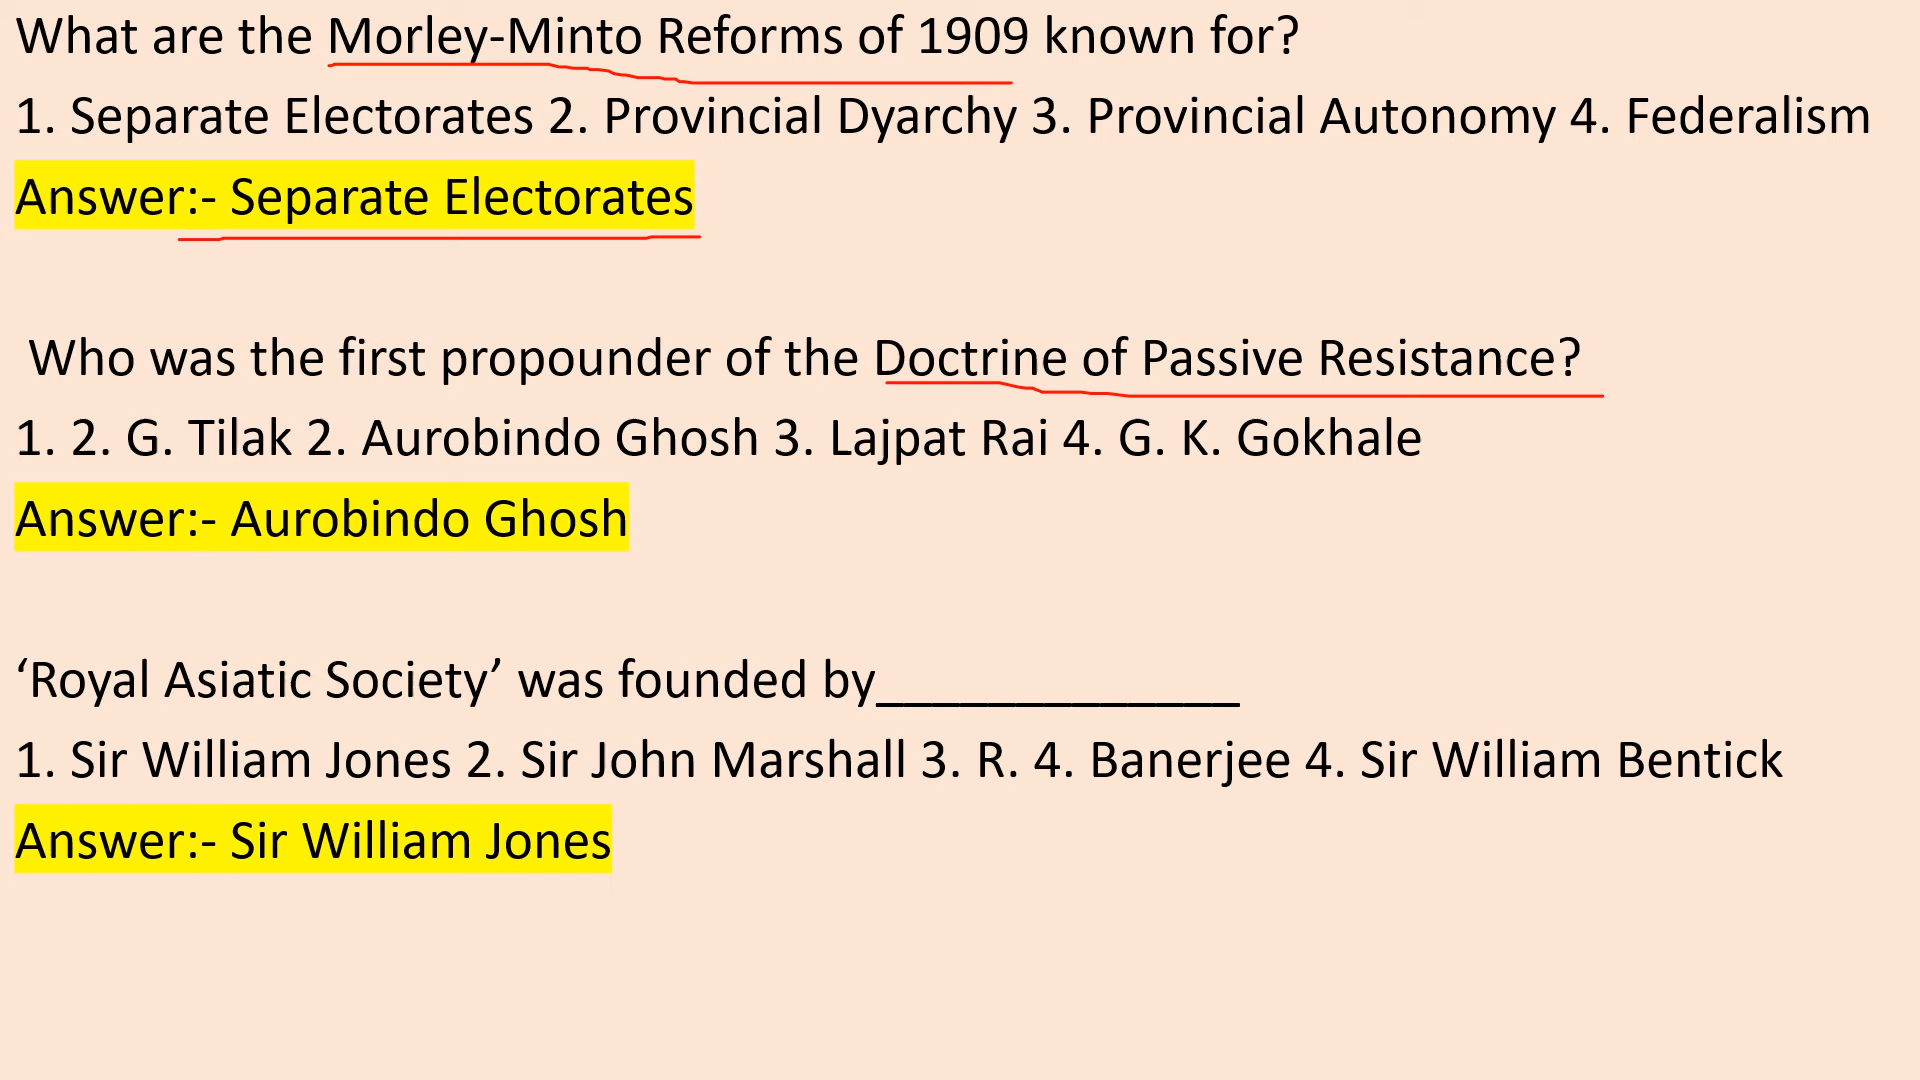 What are the Morley-Minto Reforms of 1909 known for?
1. Separate Electorates 2. Provincial Dyarchy 3. Provincial Autonomy 4. Federalism
Answer:- Separate Electorates
Who was the first propounder of the Doctrine of Passive Resistance?
1. 2. G. Tilak 2. Aurobindo Ghosh 3. Lajpat Rai 4. G. K. Gokhale
Answer:- Aurobindo Ghosh
‘Royal Asiatic Society’ was founded by_____________
1. Sir William Jones 2. Sir John Marshall 3. R. 4. Banerjee 4. Sir William Bentick
Answer:- Sir William Jones